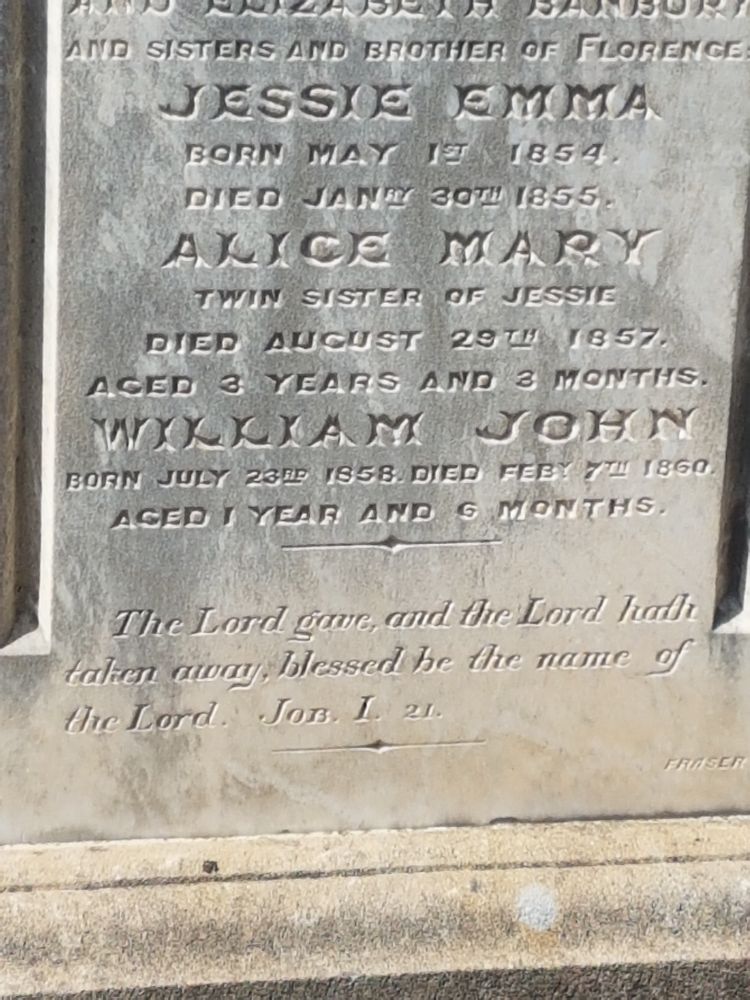 AND ELIZABETH BANBURY
AND SISTERS AND BROTHER OF FLORENCE:
JESSIE EMMA
BORN MAY 1ST 1854.
DIED JANRY 30TH 1855.
ALICE MARY
TWIN SISTER OF JESSIE
DIED AUGUST 29TH 1857.
AGED 3 YEARS AND 3 MONTHS.
WILLIAM JOHN
BORN JULY 23RD 1858. DIED FEBY 7TH 1860.
AGED 1 YEAR AND 6 MONTHS.
The Lord gave, and the Lord hath
taken away, blessed be the name of
the Lord. JOB. I. 21.
FRASER